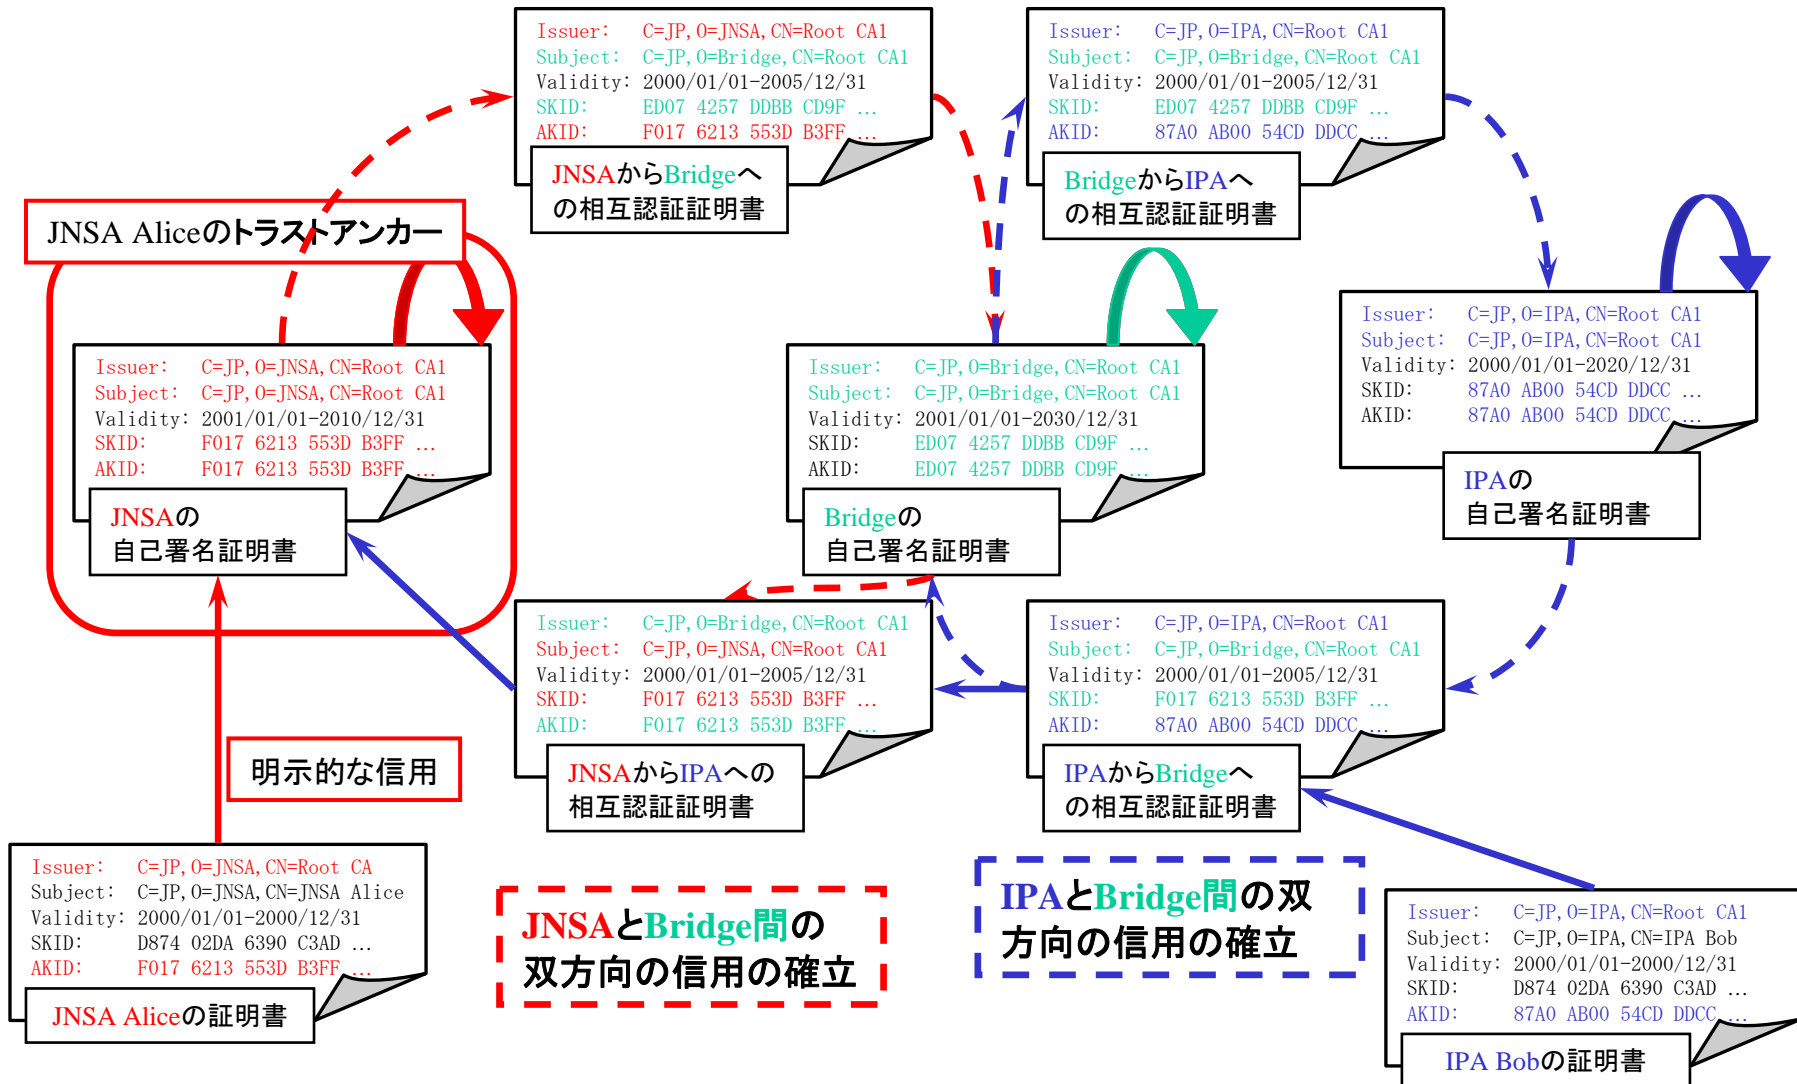 Issuer: C=JP,O=JNSA,CN=Root CA1
Subject: C=JP,O=Bridge,CN=Root CA1
Validity: 2000/01/01-2005/12/31
SKID: ED07 4257 DDBB CD9F ...
AKID: F017 6213 553D B3FF ...
JNSAからBridgeへ
の相互認証証明書
Issuer: C=JP,O=IPA,CN=Root CA1
Subject: C=JP,O=Bridge,CN=Root CA1
Validity: 2000/01/01-2005/12/31
SKID: ED07 4257 DDBB CD9F ...
AKID: 87A0 AB00 54CD DDCC ...
BridgeからIPAへ
の相互認証証明書
JNSA Aliceのトラストアンカー
Issuer: C=JP,O=JNSA,CN=Root CA1
Subject: C=JP,O=JNSA,CN=Root CA1
Validity: 2001/01/01-2010/12/31
SKID: F017 6213 553D B3FF ...
AKID: F017 6213 553D B3FF ...
JNSAの
自己署名証明書
Issuer: C=JP,O=Bridge,CN=Root CA1
Subject: C=JP,O=Bridge,CN=Root CA1
Validity: 2001/01/01-2030/12/31
SKID: ED07 4257 DDBB CD9F ...
AKID: ED07 4257 DDBB CD9F ...
Bridgeの
自己署名証明書
Issuer: C=JP,O=IPA,CN=Root CA1
Subject: C=JP,O=IPA,CN=Root CA1
Validity: 2000/01/01-2020/12/31
SKID: 87A0 AB00 54CD DDCC ...
AKID: 87A0 AB00 54CD DDCC ...
IPAの
自己署名証明書
Issuer: C=JP,O=Bridge,CN=Root CA1
Subject: C=JP,O=JNSA,CN=Root CA1
Validity: 2000/01/01-2005/12/31
SKID: F017 6213 553D B3FF ...
AKID: F017 6213 553D B3FF ...
JNSAからIPAへの
相互認証証明書
Issuer: C=JP,O=IPA,CN=Root CA1
Subject: C=JP,O=Bridge,CN=Root CA1
Validity: 2000/01/01-2005/12/31
SKID: F017 6213 553D B3FF ...
AKID: 87A0 AB00 54CD DDCC ...
IPAからBridgeへ
の相互認証証明書
明示的な信用
Issuer: C=JP,O=JNSA,CN=Root CA
Subject: C=JP,O=JNSA,CN=JNSA Alice
Validity: 2000/01/01-2000/12/31
SKID: D874 02DA 6390 C3AD ...
AKID: F017 6213 553D B3FF ...
JNSA Aliceの証明書
JNSAとBridge間の
双方向の信用の確立
IPAとBridge間の双
方向の信用の確立
Issuer: C=JP,O=IPA,CN=Root CA1
Subject: C=JP,O=IPA,CN=IPA Bob
Validity: 2000/01/01-2000/12/31
SKID: D874 02DA 6390 C3AD ...
AKID: 87A0 AB00 54CD DDCC ...
IPA Bobの証明書